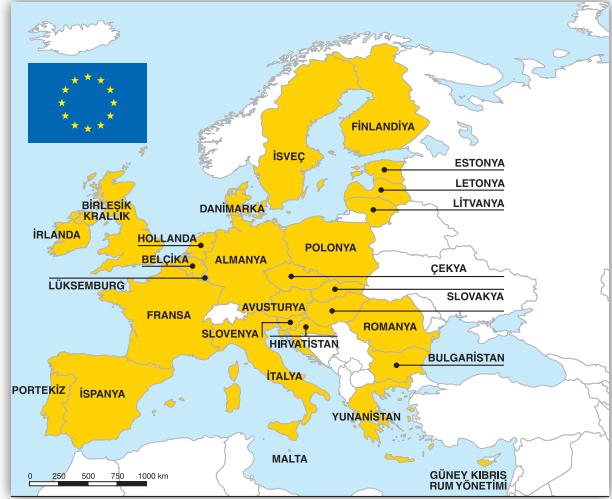 FİNLANDİYA
İSVEÇ
ESTONYA
LETONYA
LİTVANYA
BİRLEŞİK
KRALLIK
DANİMARKA
İRLANDA
HOLLANDA
POLONYA
BELÇİKA
ALMANYA
ÇEKYA
LÜKSEMBURG
SLOVAKYA
AVUSTURYA
FRANSA
ROMANYA
SLOVENYA
HIRVATİSTAN
BULGARİSTAN
İTALYA
PORTEKİZ
İSPANYA
YUNANİSTAN
MALTA
GÜNEY KIBRIS
RUM YÖNETİMİ
0 250 500 750 1000 km